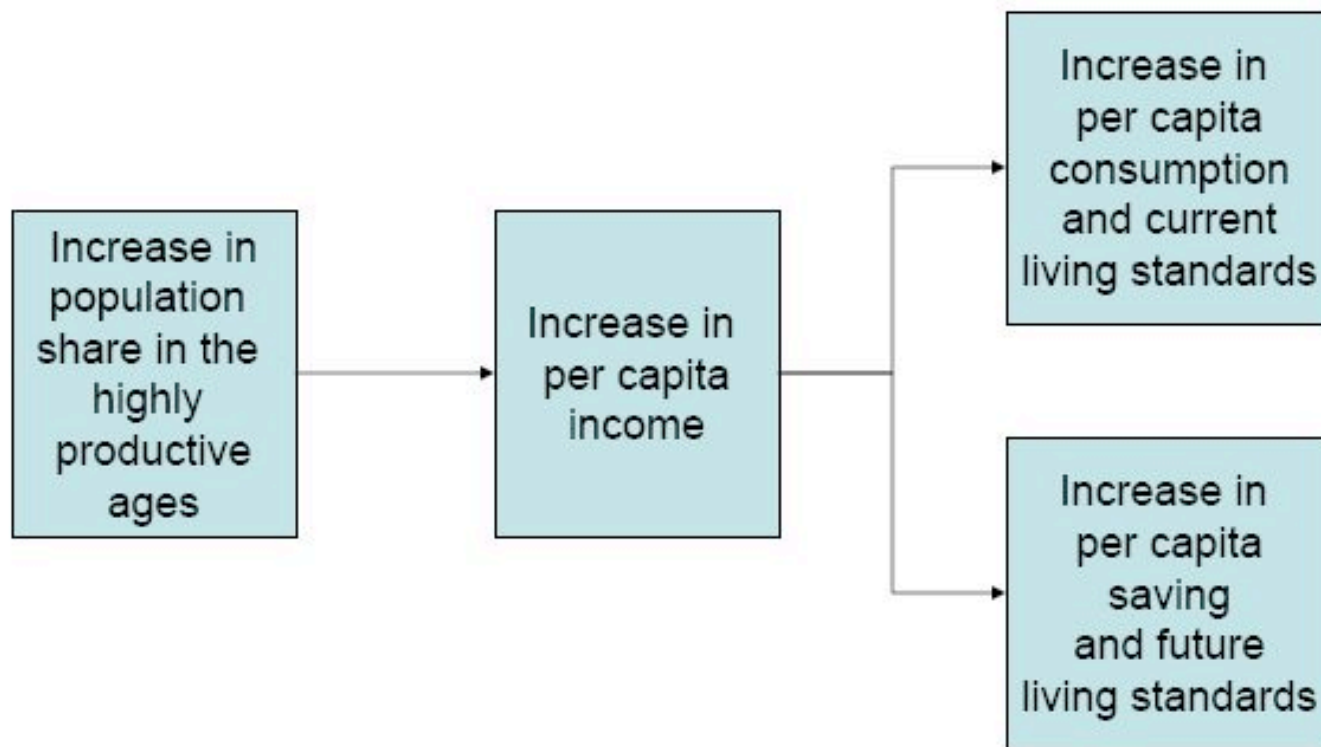 Increase in
population
share in the
highly
productive
ages
Increase in
per capita
income
Increase in
per capita
consumption
and current
living standards
Increase in
per capita
saving
and future
living standards